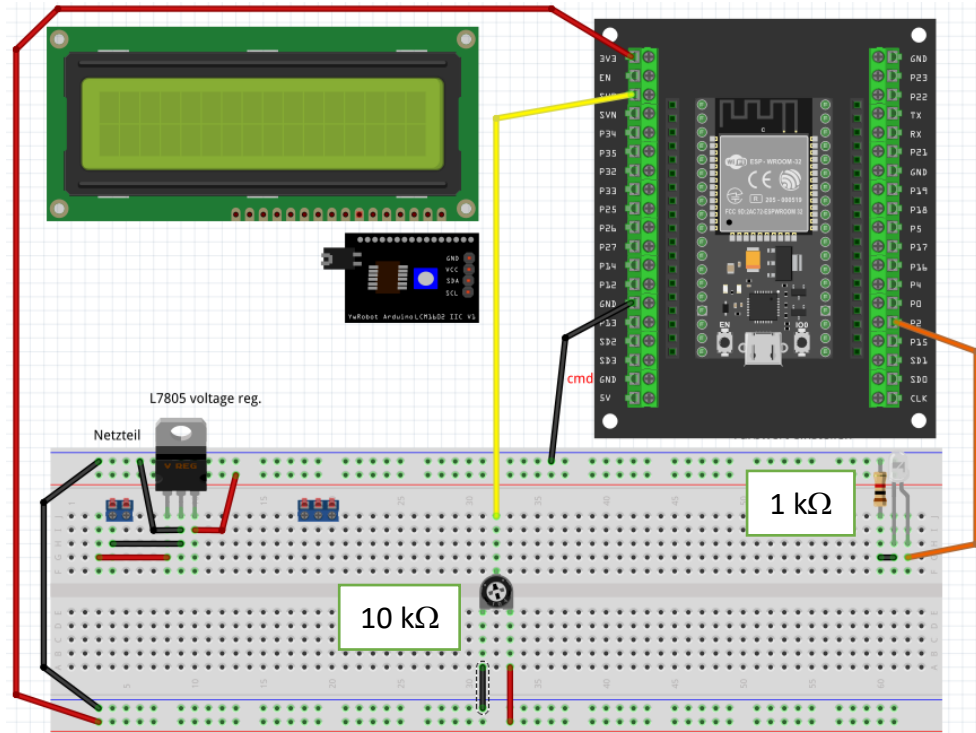 3V3
EN
SVN
P34
P35
P32
P33
P25
P26
P27
P14
P12
GND
P13
SD2
SD3
GND
5V
GND
P23
P22
TX
RX
P21
GND
P19
P18
P5
P17
P16
P4
P0
P2
P15
SD1
SD0
CLK
ESP-WROOM-32
EN
IO0
GND
VCC
SDA
SCL
YwRobot Arduino LCM1602 IIC V1
cmd
L7805 voltage reg.
Netzteil
V REG
1 kΩ
10 kΩ